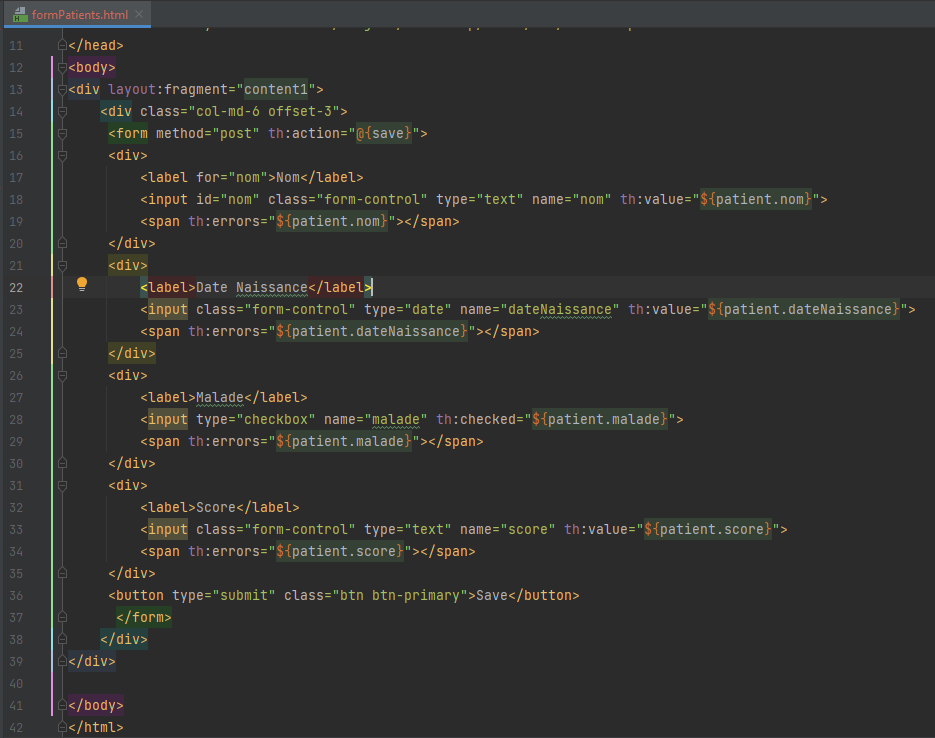 formPatients.html
11 </head>
12 <body>
13 <div layout:fragment="content1">
14 <div class="col-md-6 offset-3">
15 <form method="post" th:action="@{save}">
16 <div>
17 <label for="nom">Nom</label>
18 <input id="nom" class="form-control" type="text" name="nom" th:value="${patient.nom}">
19 <span th:errors="${patient.nom}"></span>
20 </div>
21 <div>
22 <label>Date Naissance</label>
23 <input class="form-control" type="date" name="dateNaissance" th:value="${patient.dateNaissance}">
24 <span th:errors="${patient.dateNaissance}"></span>
25 </div>
26 <div>
27 <label>Malade</label>
28 <input type="checkbox" name="malade" th:checked="${patient.malade}">
29 <span th:errors="${patient.malade}"></span>
30 </div>
31 <div>
32 <label>Score</label>
33 <input class="form-control" type="text" name="score" th:value="${patient.score}">
34 <span th:errors="${patient.score}"></span>
35 </div>
36 <button type="submit" class="btn btn-primary">Save</button>
37 </form>
38 </div>
39 </div>
40
41 </body>
42 </html>